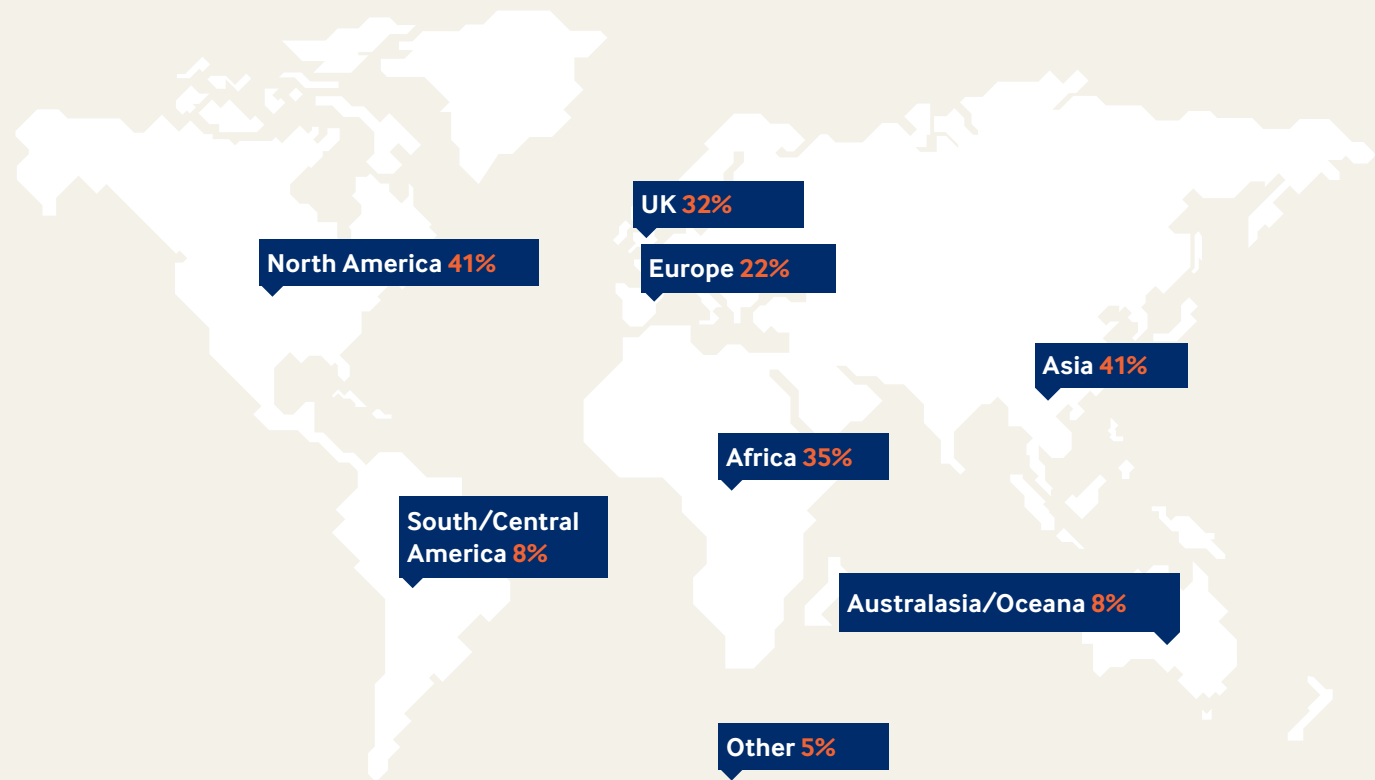 UK 32%
North America 41%
Europe 22%
Asia 41%
Africa 35%
South/Central
America 8%
Australasia/Oceana 8%
Other 5%